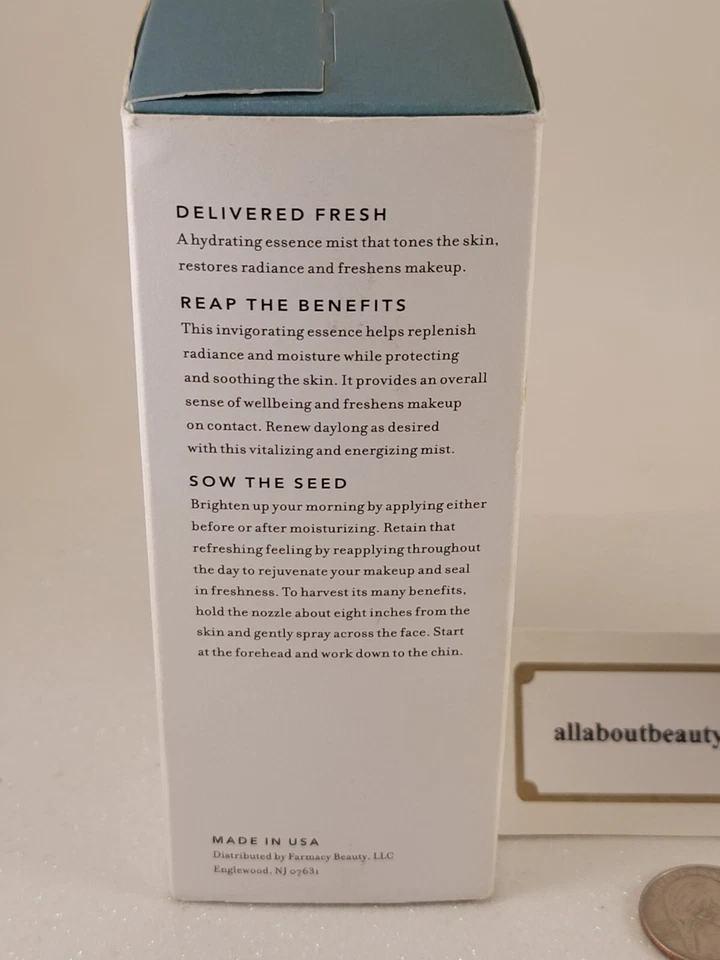 DELIVERED FRESH
A hydrating essence mist that tones the skin,
restores radiance and freshens makeup.
REAP THE BENEFITS
This invigorating essence helps replenish
radiance and moisture while protecting
and soothing the skin. It provides an overall
sense of wellbeing and freshens makeup
on contact. Renew daylong as desired
with this vitalizing and energizing mist.
SOW THE SEED
Brighten up your morning by applying either
before or after moisturizing. Retain that
refreshing feeling by reapplying throughout
the day to rejuvenate your makeup and seal
in freshness. To harvest its many benefits,
hold the nozzle about eight inches from the
skin and gently spray across the face. Start
at the forehead and work down to the chin.
MADE IN USA
Distributed by Farmacy Beauty, LLC
Englewood, NJ 07631
allaboutbeauty